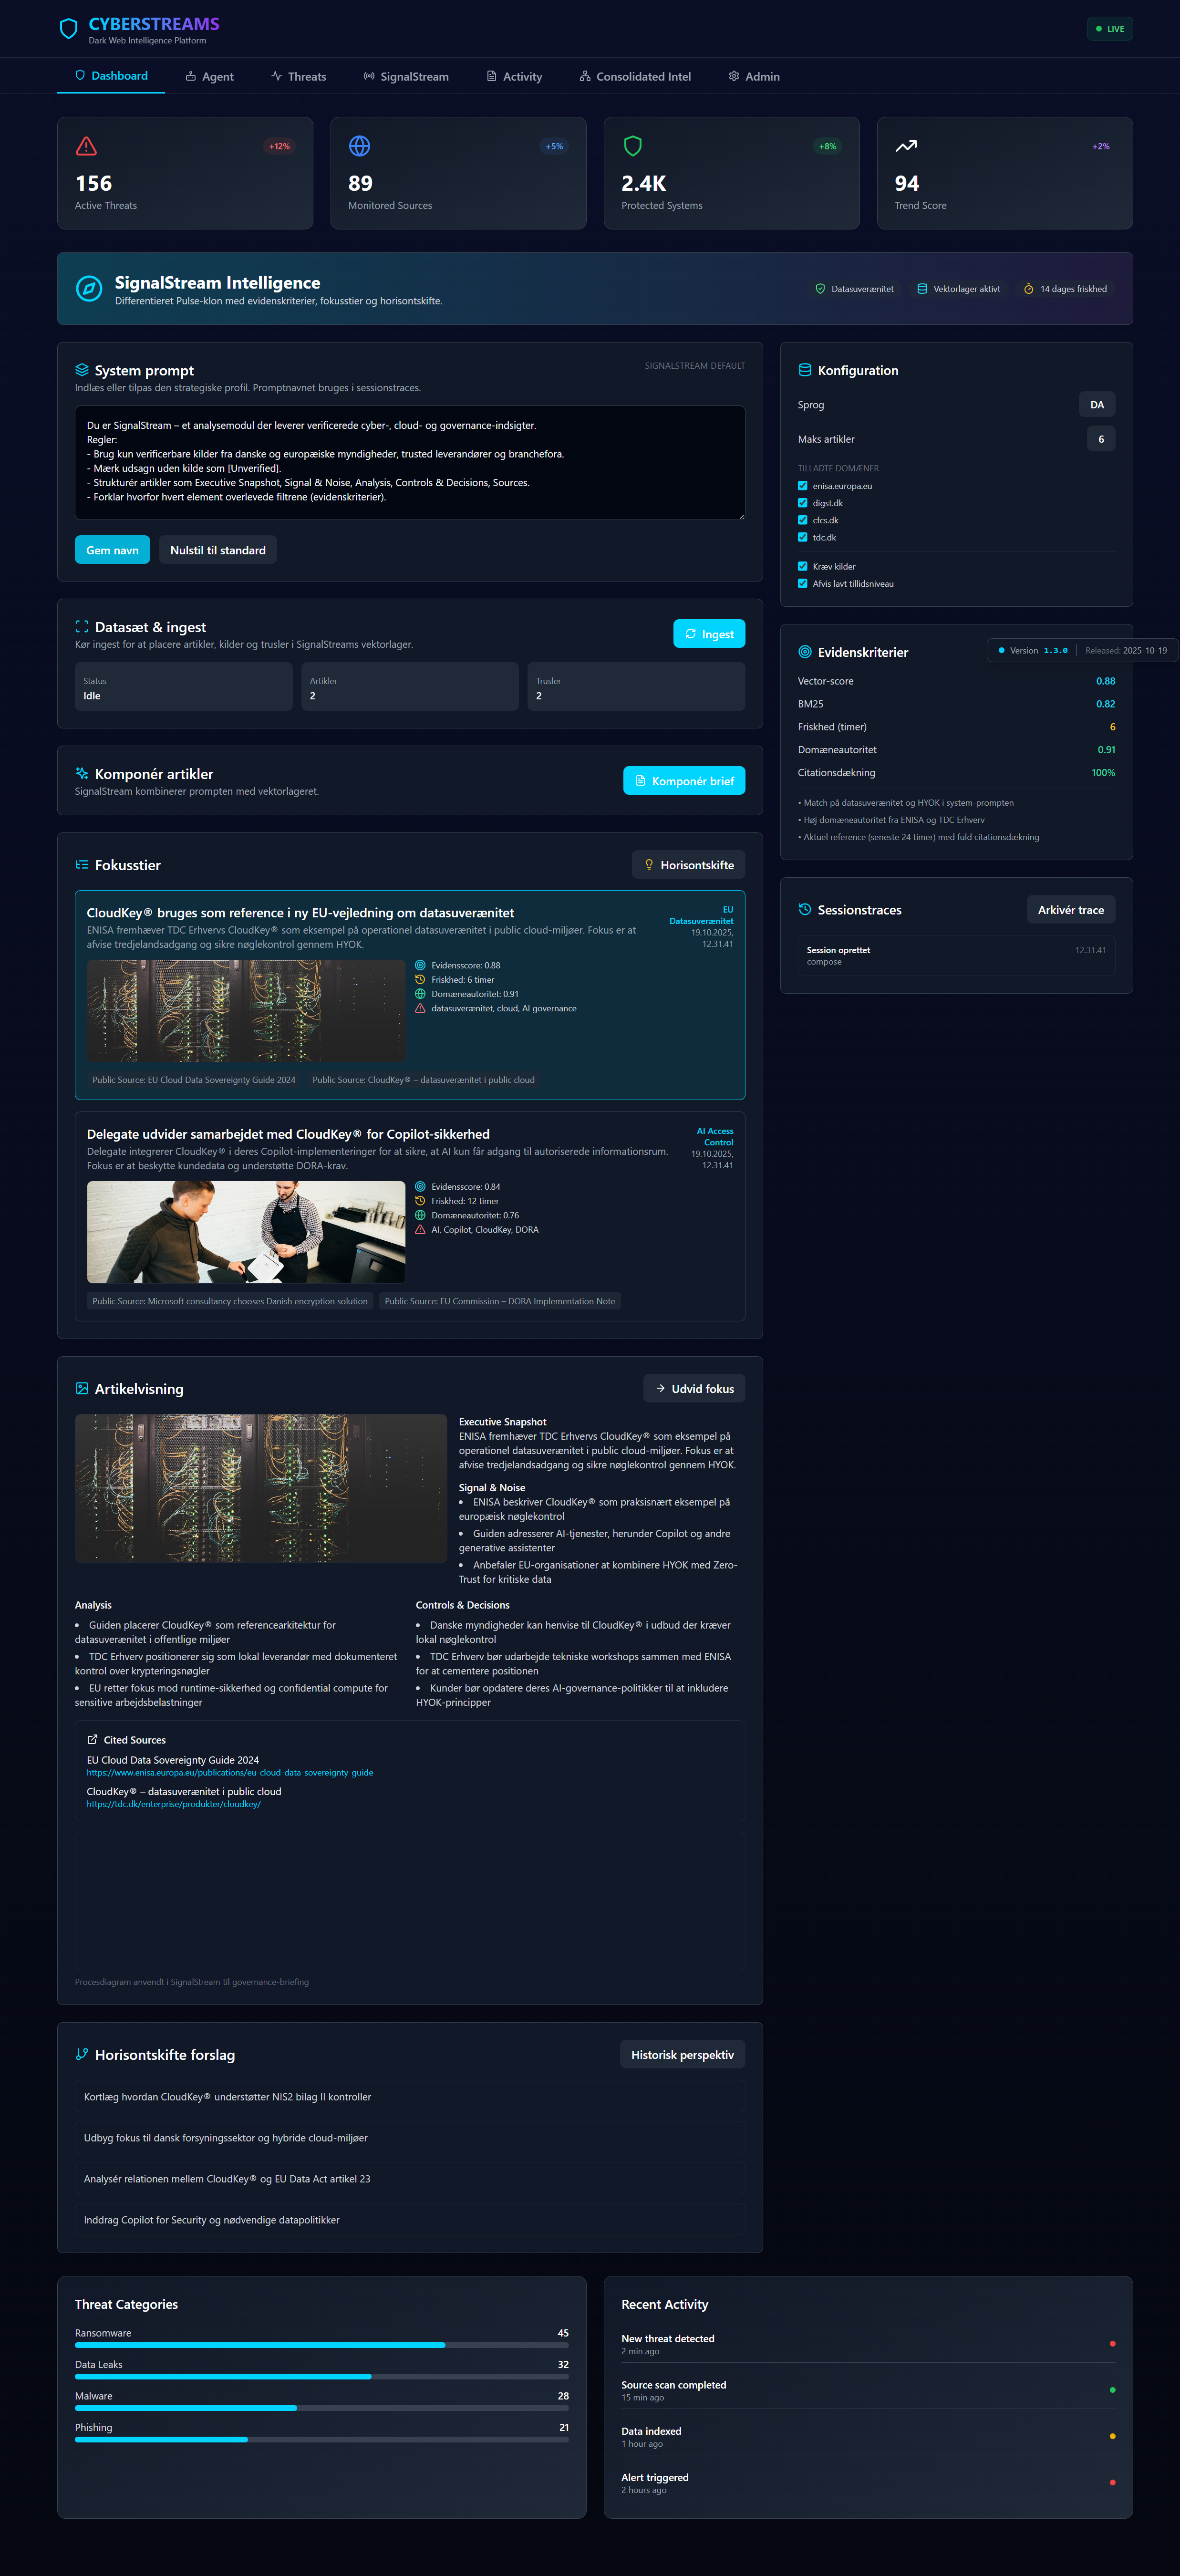 CYBERSTREAMS
Dark Web Intelligence Platform
LIVE
Dashboard
Agent
Threats
SignalStream
Activity
Consolidated Intel
Admin
+12%
156
Active Threats
+5%
89
Monitored Sources
+8%
2.4K
Protected Systems
+2%
94
Trend Score
SignalStream Intelligence
Differentieret Pulse-klon med evidenskriterier, fokusstier og horisontskifte.
Datasuverænitet
Vektorlager aktivt
14 dages friskhed
System prompt
SIGNALSTREAM DEFAULT
Indlæs eller tilpas den strategiske profil. Promptnavnet bruges i sessionstraces.
Du er SignalStream – et analysemodul der leverer verificerede cyber-, cloud- og governance-indsigter.
Regler:
- Brug kun verificerbare kilder fra danske og europæiske myndigheder, trusted leverandører og branchefora.
- Mærk udsagn uden kilde som [Unverified].
- Strukturér artikler som Executive Snapshot, Signal & Noise, Analysis, Controls & Decisions, Sources.
- Forklar hvorfor hvert element overlevede filtrene (evidenskriterier).
Gem navn
Nulstil til standard
Datasæt & ingest
Kør ingest for at placere artikler, kilder og trusler i SignalStreams vektorlager.
Ingest
Status
Idle
Artikler
2
Trusler
2
Komponér artikler
SignalStream kombinerer prompten med vektorlageret.
Komponér brief
Fokusstier
Horisontskifte
CloudKey® bruges som reference i ny EU-vejledning om datasuverænitet
ENISA fremhæver TDC Erhvervs CloudKey® som eksempel på operationel datasuverænitet i public cloud-miljøer. Fokus er at
afvise tredjelandsadgang og sikre nøglekontrol gennem HYOK.
EU
Datasuverænitet
19.10.2025,
12.31.41
Evidensscore: 0.88
Friskhed: 6 timer
Domæneautoritet: 0.91
datasuverænitet, cloud, AI governance
Public Source: EU Cloud Data Sovereignty Guide 2024
Public Source: CloudKey® – datasuverænitet i public cloud
Delegate udvider samarbejdet med CloudKey® for Copilot-sikkerhed
Delegate integrerer CloudKey® i deres Copilot-implementeringer for at sikre, at AI kun får adgang til autoriserede informationsrum.
Fokus er at beskytte kundedata og understøtte DORA-krav.
AI Access
Control
19.10.2025,
12.31.41
Evidensscore: 0.84
Friskhed: 12 timer
Domæneautoritet: 0.76
AI, Copilot, CloudKey, DORA
Public Source: Microsoft consultancy chooses Danish encryption solution
Public Source: EU Commission – DORA Implementation Note
Artikelvisning
Udvid fokus
Executive Snapshot
ENISA fremhæver TDC Erhvervs CloudKey® som eksempel på
operationel datasuverænitet i public cloud-miljøer. Fokus er at
afvise tredjelandsadgang og sikre nøglekontrol gennem HYOK.
Signal & Noise
• ENISA beskriver CloudKey® som praksisnært eksempel på
europæisk nøglekontrol
• Guiden adresserer AI-tjenester, herunder Copilot og andre
generative assistenter
• Anbefaler EU-organisationer at kombinere HYOK med Zero-
Trust for kritiske data
Analysis
• Guiden placerer CloudKey® som referencearkitektur for
datasuverænitet i offentlige miljøer
• TDC Erhverv positionerer sig som lokal leverandør med dokumenteret
kontrol over krypteringsnøgler
• EU retter fokus mod runtime-sikkerhed og confidential compute for
sensitive arbejdsbelastninger
Controls & Decisions
• Danske myndigheder kan henvise til CloudKey® i udbud der kræver
lokal nøglekontrol
• TDC Erhverv bør udarbejde tekniske workshops sammen med ENISA
for at cementere positionen
• Kunder bør opdatere deres AI-governance-politikker til at inkludere
HYOK-principper
Cited Sources
EU Cloud Data Sovereignty Guide 2024
https://www.enisa.europa.eu/publications/eu-cloud-data-sovereignty-guide
CloudKey® – datasuverænitet i public cloud
https://tdc.dk/enterprise/produkter/cloudkey/
Procesdiagram anvendt i SignalStream til governance-briefing
Horisontskifte forslag
Historisk perspektiv
Kortlæg hvordan CloudKey® understøtter NIS2 bilag II kontroller
Udbyg fokus til dansk forsyningssektor og hybride cloud-miljøer
Analysér relationen mellem CloudKey® og EU Data Act artikel 23
Inddrag Copilot for Security og nødvendige datapolitikker
Konfiguration
Sprog
DA
Maks artikler
6
TILLADTE DOMÆNER
enisa.europa.eu
digst.dk
cfcs.dk
tdc.dk
Kræv kilder
Afvis lavt tillidsniveau
Evidenskriterier
Version 1.3.0 Released: 2025-10-19
Vector-score
0.88
BM25
0.82
Friskhed (timer)
6
Domæneautoritet
0.91
Citationsdækning
100%
• Match på datasuverænitet og HYOK i system-prompten
• Høj domæneautoritet fra ENISA og TDC Erhverv
• Aktuel reference (seneste 24 timer) med fuld citationsdækning
Sessionstraces
Arkivér trace
Session oprettet
12.31.41
compose
Threat Categories
Ransomware
45
Data Leaks
32
Malware
28
Phishing
21
Recent Activity
New threat detected
2 min ago
Source scan completed
15 min ago
Data indexed
1 hour ago
Alert triggered
2 hours ago